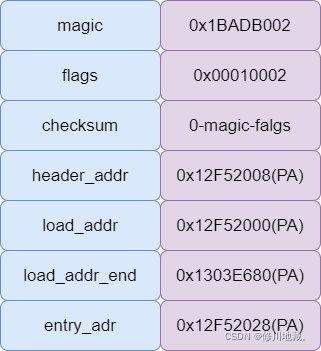 magic 0x1BADB002
flags 0x00010002
checksum 0-magic-falgs
header_addr 0x12F52008(PA)
load_addr 0x12F52000(PA)
load_addr_end 0x1303E680(PA)
entry_adr 0x12F52028(PA)
CSDN @修川地藏。